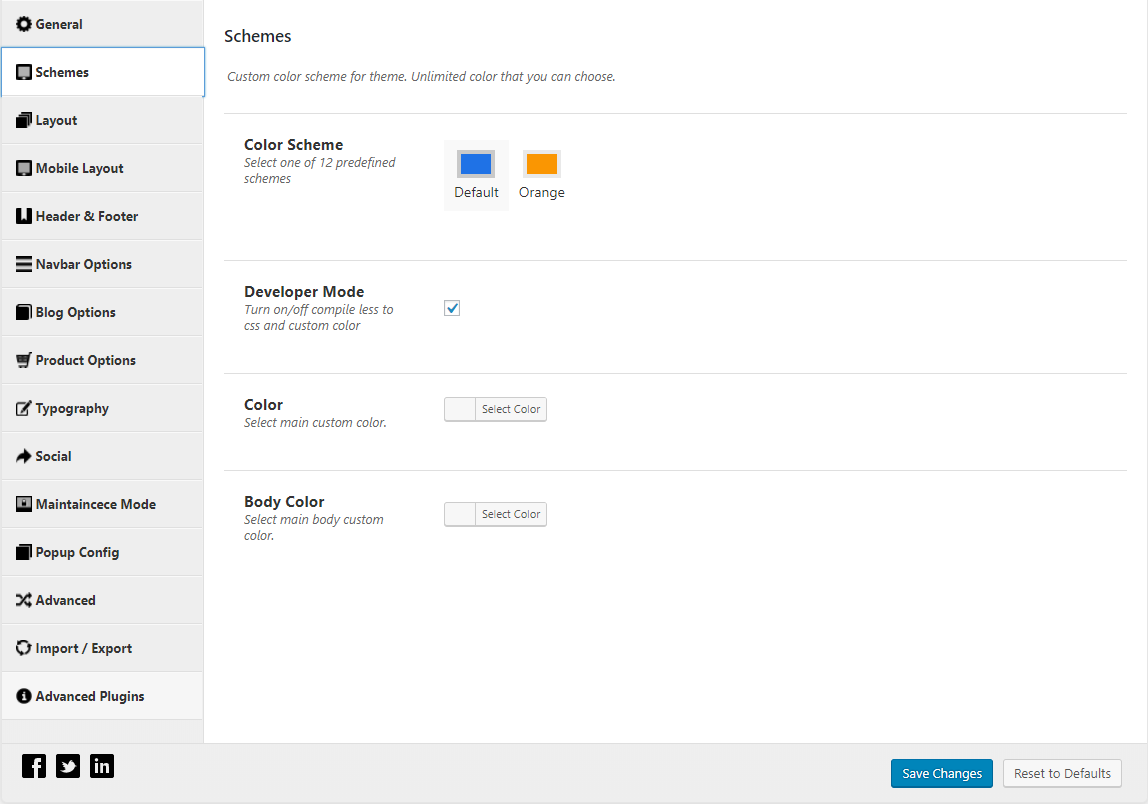 General
Schemes
Layout
Mobile Layout
Header & Footer
Navbar Options
Blog Options
Product Options
Typography
Social
Maintaincece Mode
Popup Config
Advanced
Import / Export
Advanced Plugins
Schemes
Custom color scheme for theme. Unlimited color that you can choose.
Color Scheme
Select one of 12 predefined
schemes
Default
Orange
Developer Mode
Turn on/off compile less to
css and custom color
Color
Select main custom color.
Select Color
Body Color
Select main body custom
color.
Select Color
Save Changes
Reset to Defaults